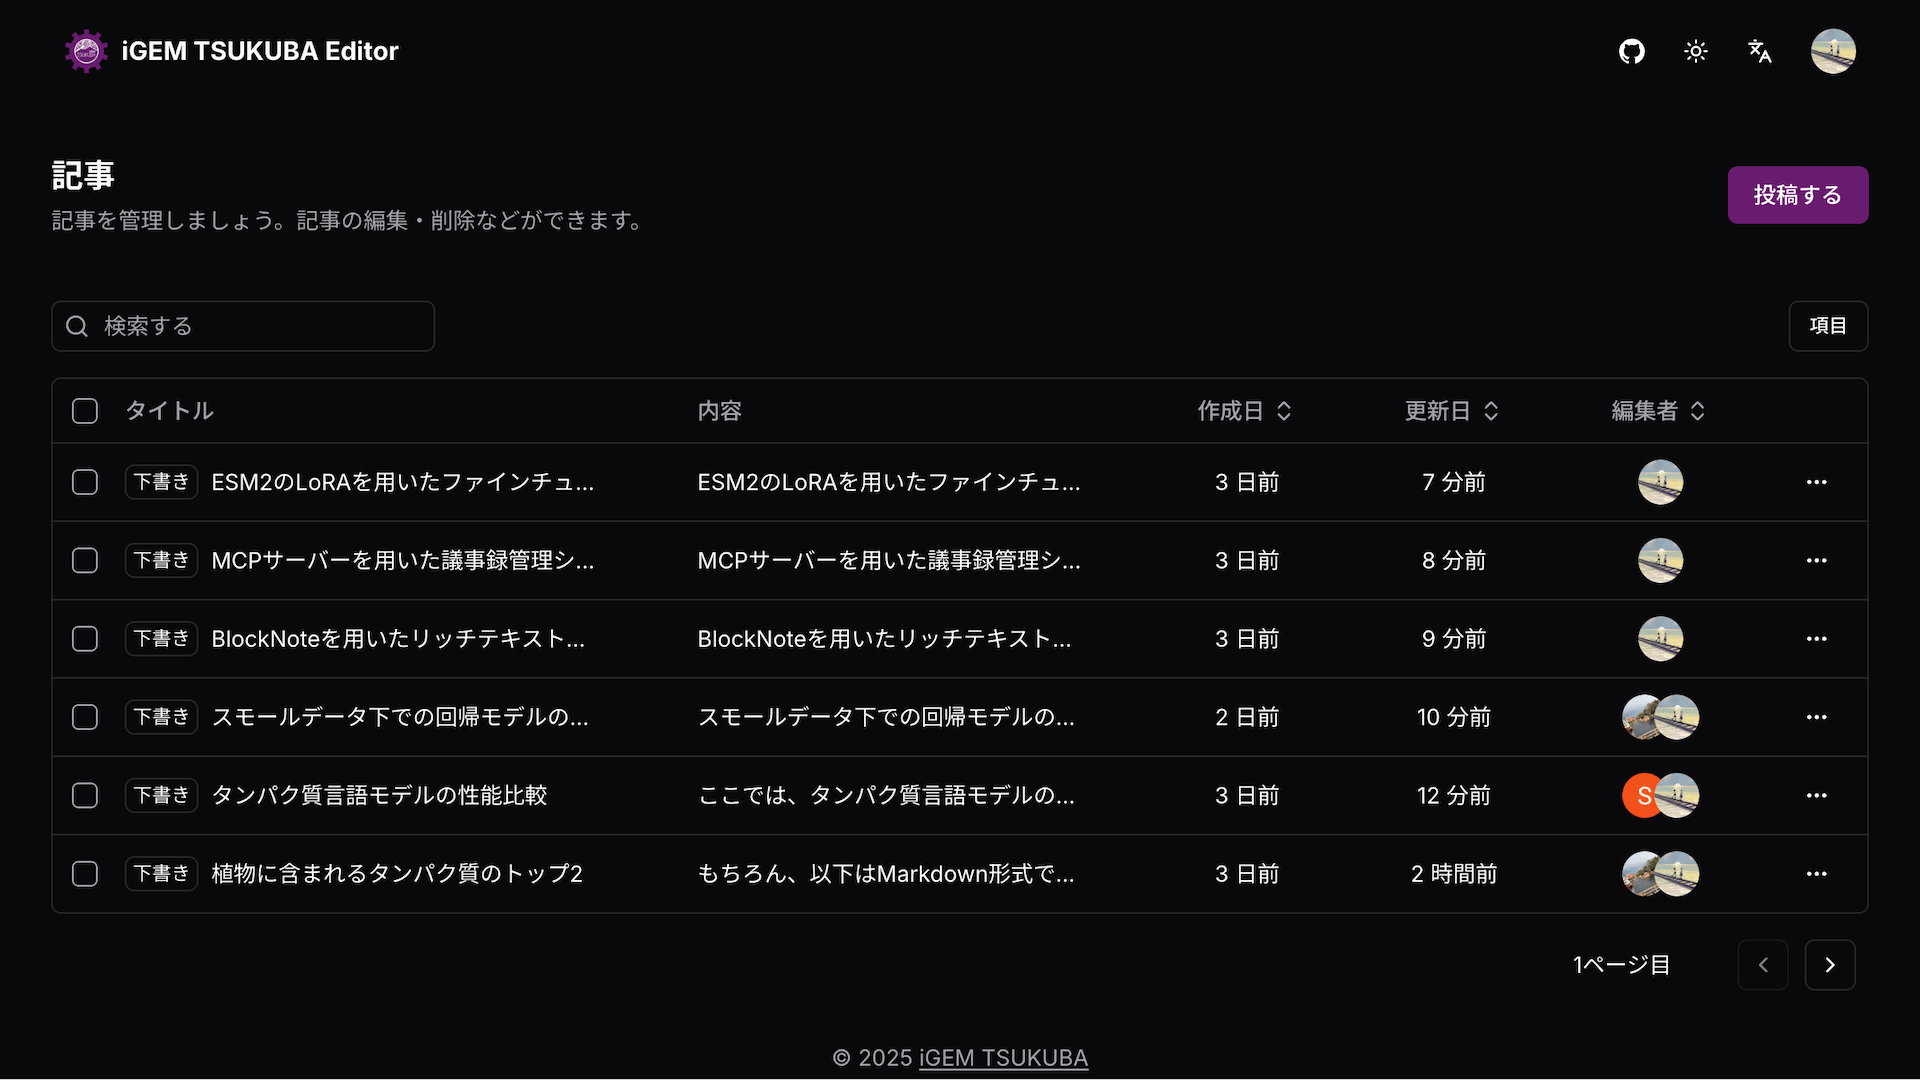 iGEM TSUKUBA Editor
記事
記事を管理しましょう。記事の編集・削除などができます。
投稿する
検索する
項目
タイトル 内容 作成日 更新日 編集者
下書き ESM2のLoRAを用いたファインチュ... ESM2のLoRAを用いたファインチュ... 3 日前 7 分前
下書き MCPサーバーを用いた議事録管理シ... MCPサーバーを用いた議事録管理シ... 3 日前 8 分前
下書き BlockNoteを用いたリッチテキスト... BlockNoteを用いたリッチテキスト... 3 日前 9 分前
下書き スモールデータ下での回帰モデルの... スモールデータ下での回帰モデルの... 2 日前 10 分前
下書き タンパク質言語モデルの性能比較 ここでは、タンパク質言語モデルの... 3 日前 12 分前 S
下書き 植物に含まれるタンパク質のトップ2 もちろん、以下はMarkdown形式で... 3 日前 2 時間前
1ページ目
© 2025 iGEM TSUKUBA